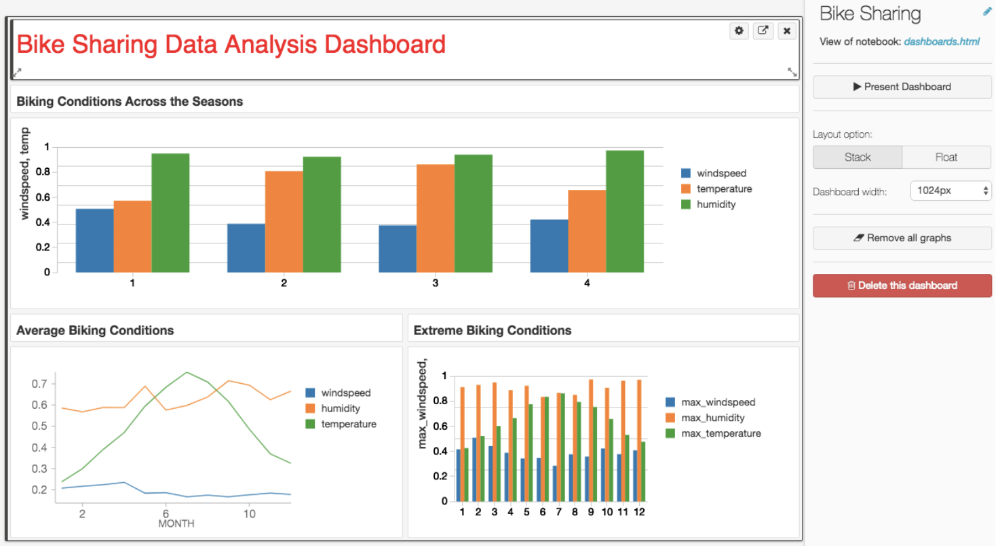 Bike Sharing Data Analysis Dashboard
Biking Conditions Across the Seasons
windspeed, temp
1
0.8
0.6
0.4
0.2
0
1 2 3 4
windspeed
temperature
humidity
Average Biking Conditions
0.7
0.6
0.5
0.4
0.3
0.2
2 6 10
MONTH
windspeed
humidity
temperature
Extreme Biking Conditions
max_windspeed,
1
0.8
0.6
0.4
0.2
0
1 2 3 4 5 6 7 8 9 10 11 12
max_windspeed
max_humidity
max_temperature
Bike Sharing
View of notebook: dashboards.html
Present Dashboard
Layout option:
Stack Float
Dashboard width: 1024px
Remove all graphs
Delete this dashboard